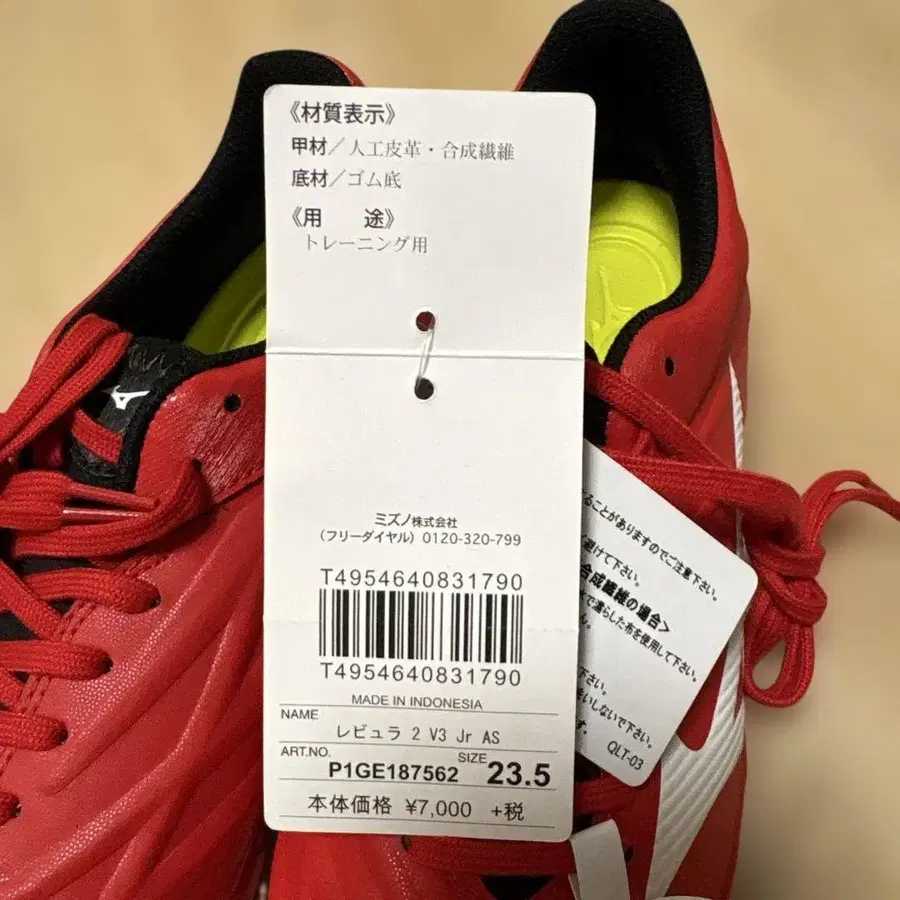 《材質表示》
甲材/人工皮革・合成繊維
底材/ゴム底
《用 途》
トレーニング用
ミズノ株式会社
(フリーダイヤル) 0120-320-799
T4954640831790
T4954640831790
MADE IN INDONESIA
NAME
レビュラ 2 V3 Jr AS
ART.NO.
P1GE187562
SIZE
23.5
本体価格 ¥7,000 +税
ることがありますのでご注意下さい。
避けて下さい。
合成繊維の場合>
で濡らした布を使用して下さい。
ん。
下さい。
いしないで下さい。
す。
QLT-03